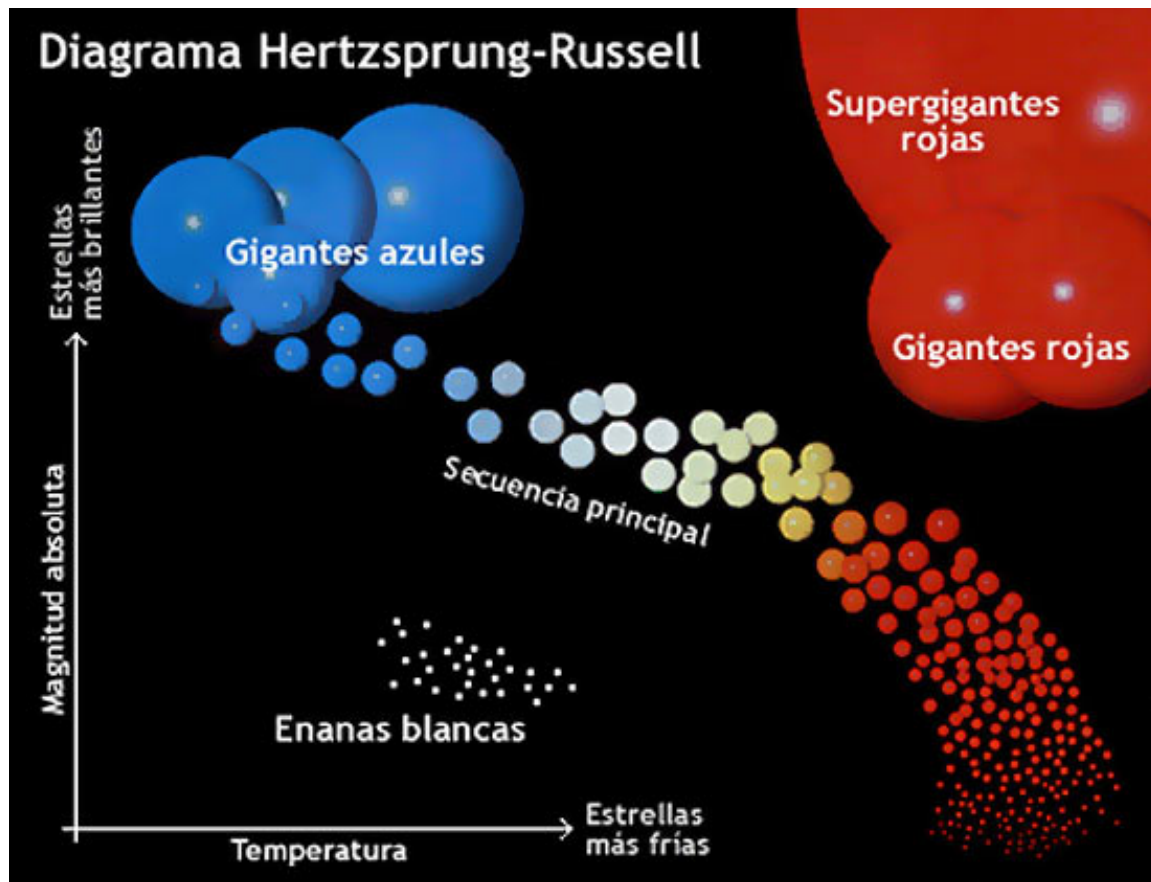 Diagrama Hertzsprung-Russell
Supergigantes
rojas
Estrellas
más brillantes
Gigantes azules
Gigantes rojas
Secuencia principal
Magnitud absoluta
Enanas blancas
Estrellas
más frías
Temperatura